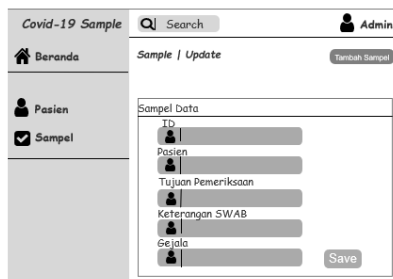 Covid-19 Sample
Search
Admin
Beranda
Sample | Update
Tambah Sampel
Pasien
Sampel
Sampel Data
ID
Pasien
Tujuan Pemeriksaan
Keterangan SWAB
Gejala
Save